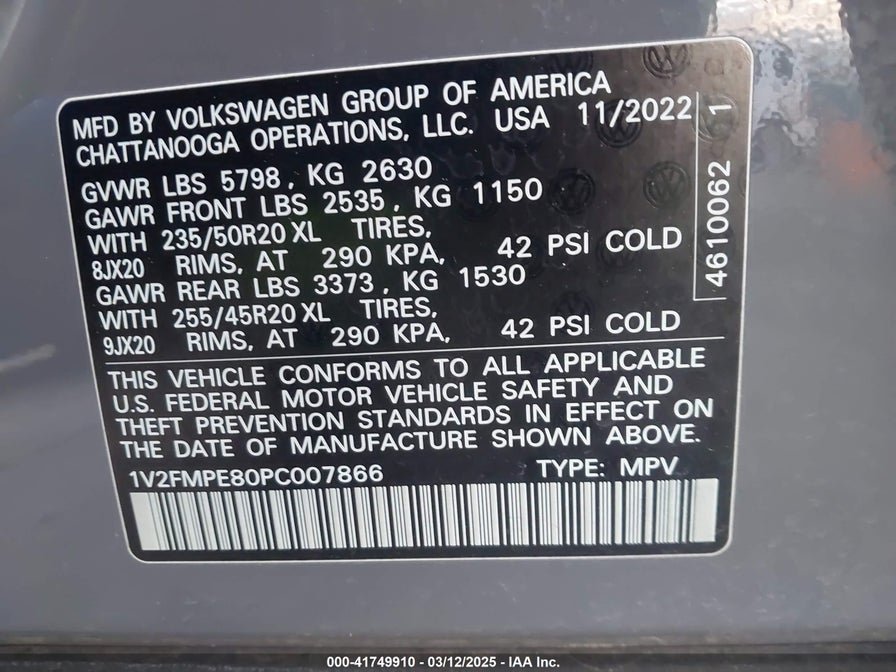 MFD BY VOLKSWAGEN GROUP OF AMERICA
CHATTANOOGA OPERATIONS, LLC. USA 11/2022
GVWR LBS 5798, KG 2630
GAWR FRONT LBS 2535, KG 1150
WITH 235/50R20 XL TIRES,
8JX20 RIMS, AT 290 KPA, 42 PSI COLD
GAWR REAR LBS 3373, KG 1530
WITH 255/45R20 XL TIRES,
9JX20 RIMS, AT 290 KPA, 42 PSI COLD
4610062 1
THIS VEHICLE CONFORMS TO ALL APPLICABLE
U.S. FEDERAL MOTOR VEHICLE SAFETY AND
THEFT PREVENTION STANDARDS IN EFFECT ON
THE DATE OF MANUFACTURE SHOWN ABOVE.
1V2FMPE80PC007866 TYPE: MPV
000-41749910 - 03/12/2025 - IAA Inc.